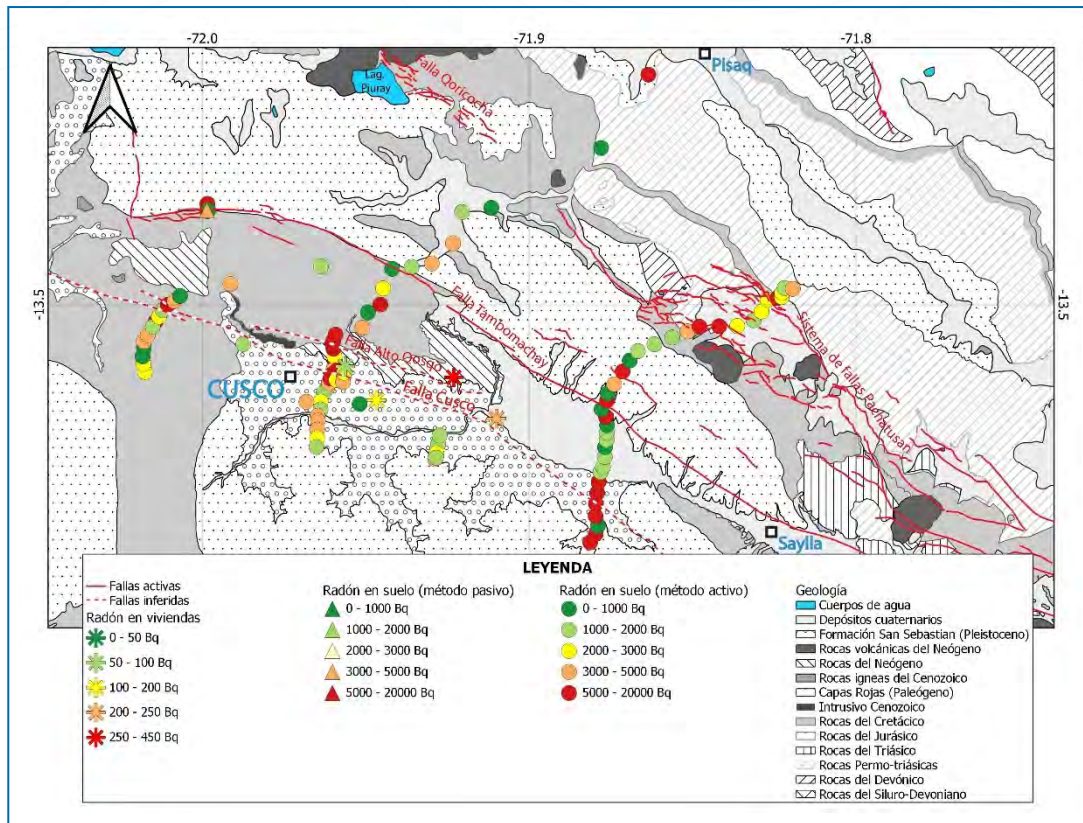 -72.0
-71.9
-71.8
Pisaq
Lag.
Piuray
Falla Qoricocha
-13.5
-13.5
Falla Tambomachay
Falla Alto Qosqo
Falla Cusco
CUSCO
Sistema de fallas Pachatusan
Saylla
LEYENDA
Fallas activas
Fallas inferidas
Radón en viviendas
0 - 50 Bq
50 - 100 Bq
100 - 200 Bq
200 - 250 Bq
250 - 450 Bq
Radón en suelo (método pasivo)
0 - 1000 Bq
1000 - 2000 Bq
2000 - 3000 Bq
3000 - 5000 Bq
5000 - 20000 Bq
Radón en suelo (método activo)
0 - 1000 Bq
1000 - 2000 Bq
2000 - 3000 Bq
3000 - 5000 Bq
5000 - 20000 Bq
Geología
Cuerpos de agua
Depósitos cuaternarios
Formación San Sebastian (Pleistoceno)
Rocas volcánicas del Neógeno
Rocas del Neógeno
Rocas igneas del Cenozoico
Capas Rojas (Paleógeno)
Intrusivo Cenozoico
Rocas del Cretácico
Rocas del Jurásico
Rocas del Triásico
Rocas Permo-triásicas
Rocas del Devónico
Rocas del Siluro-Devoniano